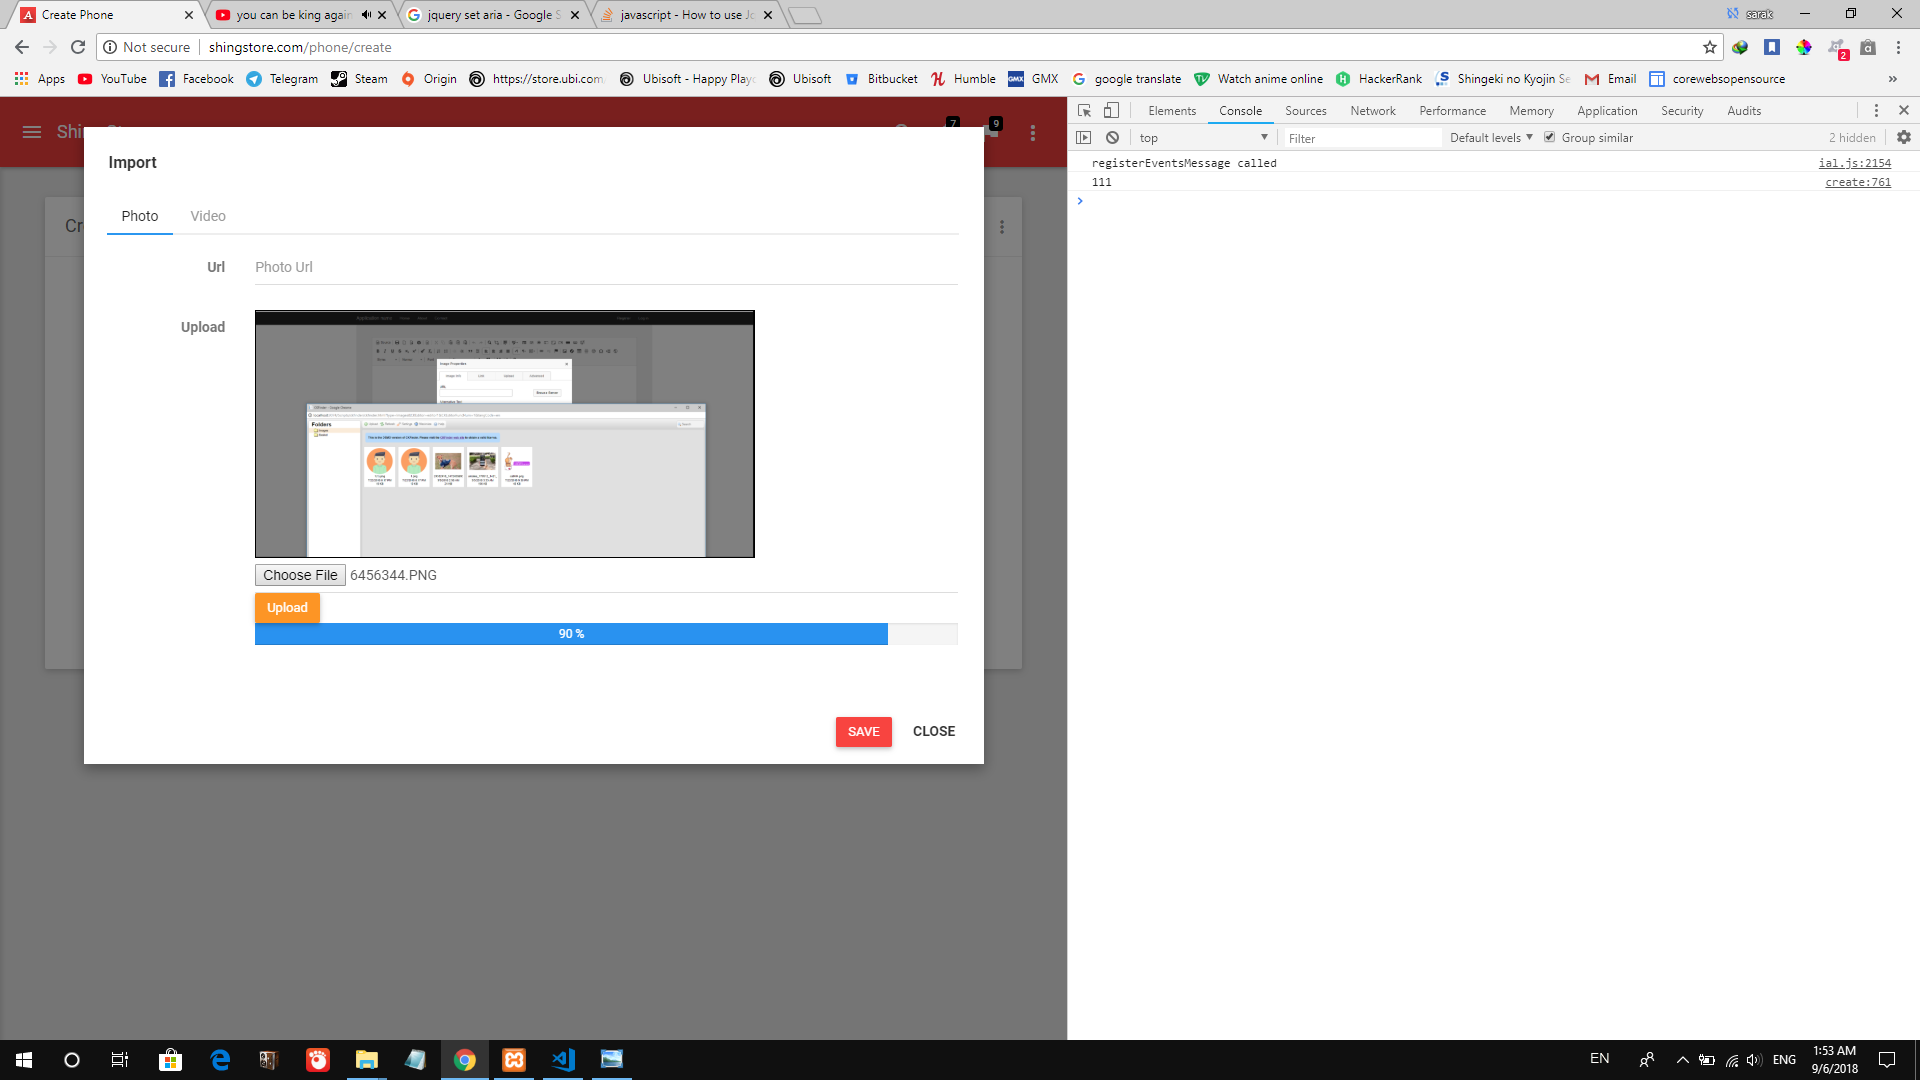 Create Phone
you can be king again
jquery set aria - Google S
javascript - How to use Jc
sarak
Not secure
shingstore.com/phone/create
2
Apps
YouTube
Facebook
Telegram
Steam
Origin
https://store.ubi.com
Ubisoft - Happy Play
Ubisoft
Bitbucket
Humble
GMX
google translate
Watch anime online
HackerRank
Shingeki no Kyojin Se
Email
corewebsopensource
»
Elements
Console
Sources
Network
Performance
Memory
Application
Security
Audits
top
Filter
Default levels
Group similar
2 hidden
registerEventsMessage called
ial.js:2154
111
create:761
Shi
7
9
Cr
Import
Photo
Video
Url
Photo Url
Upload
Folders
Choose File
6456344.PNG
Upload
90 %
SAVE
CLOSE
EN
ENG
1:53 AM
9/6/2018